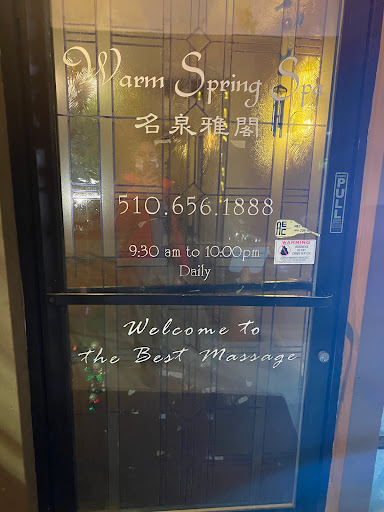 Warm Spring Spa
名泉雅閣
510.656.1888
9:30 am to 10:00pm
Daily
Welcome to
the Best Massage
PULL
WARNING